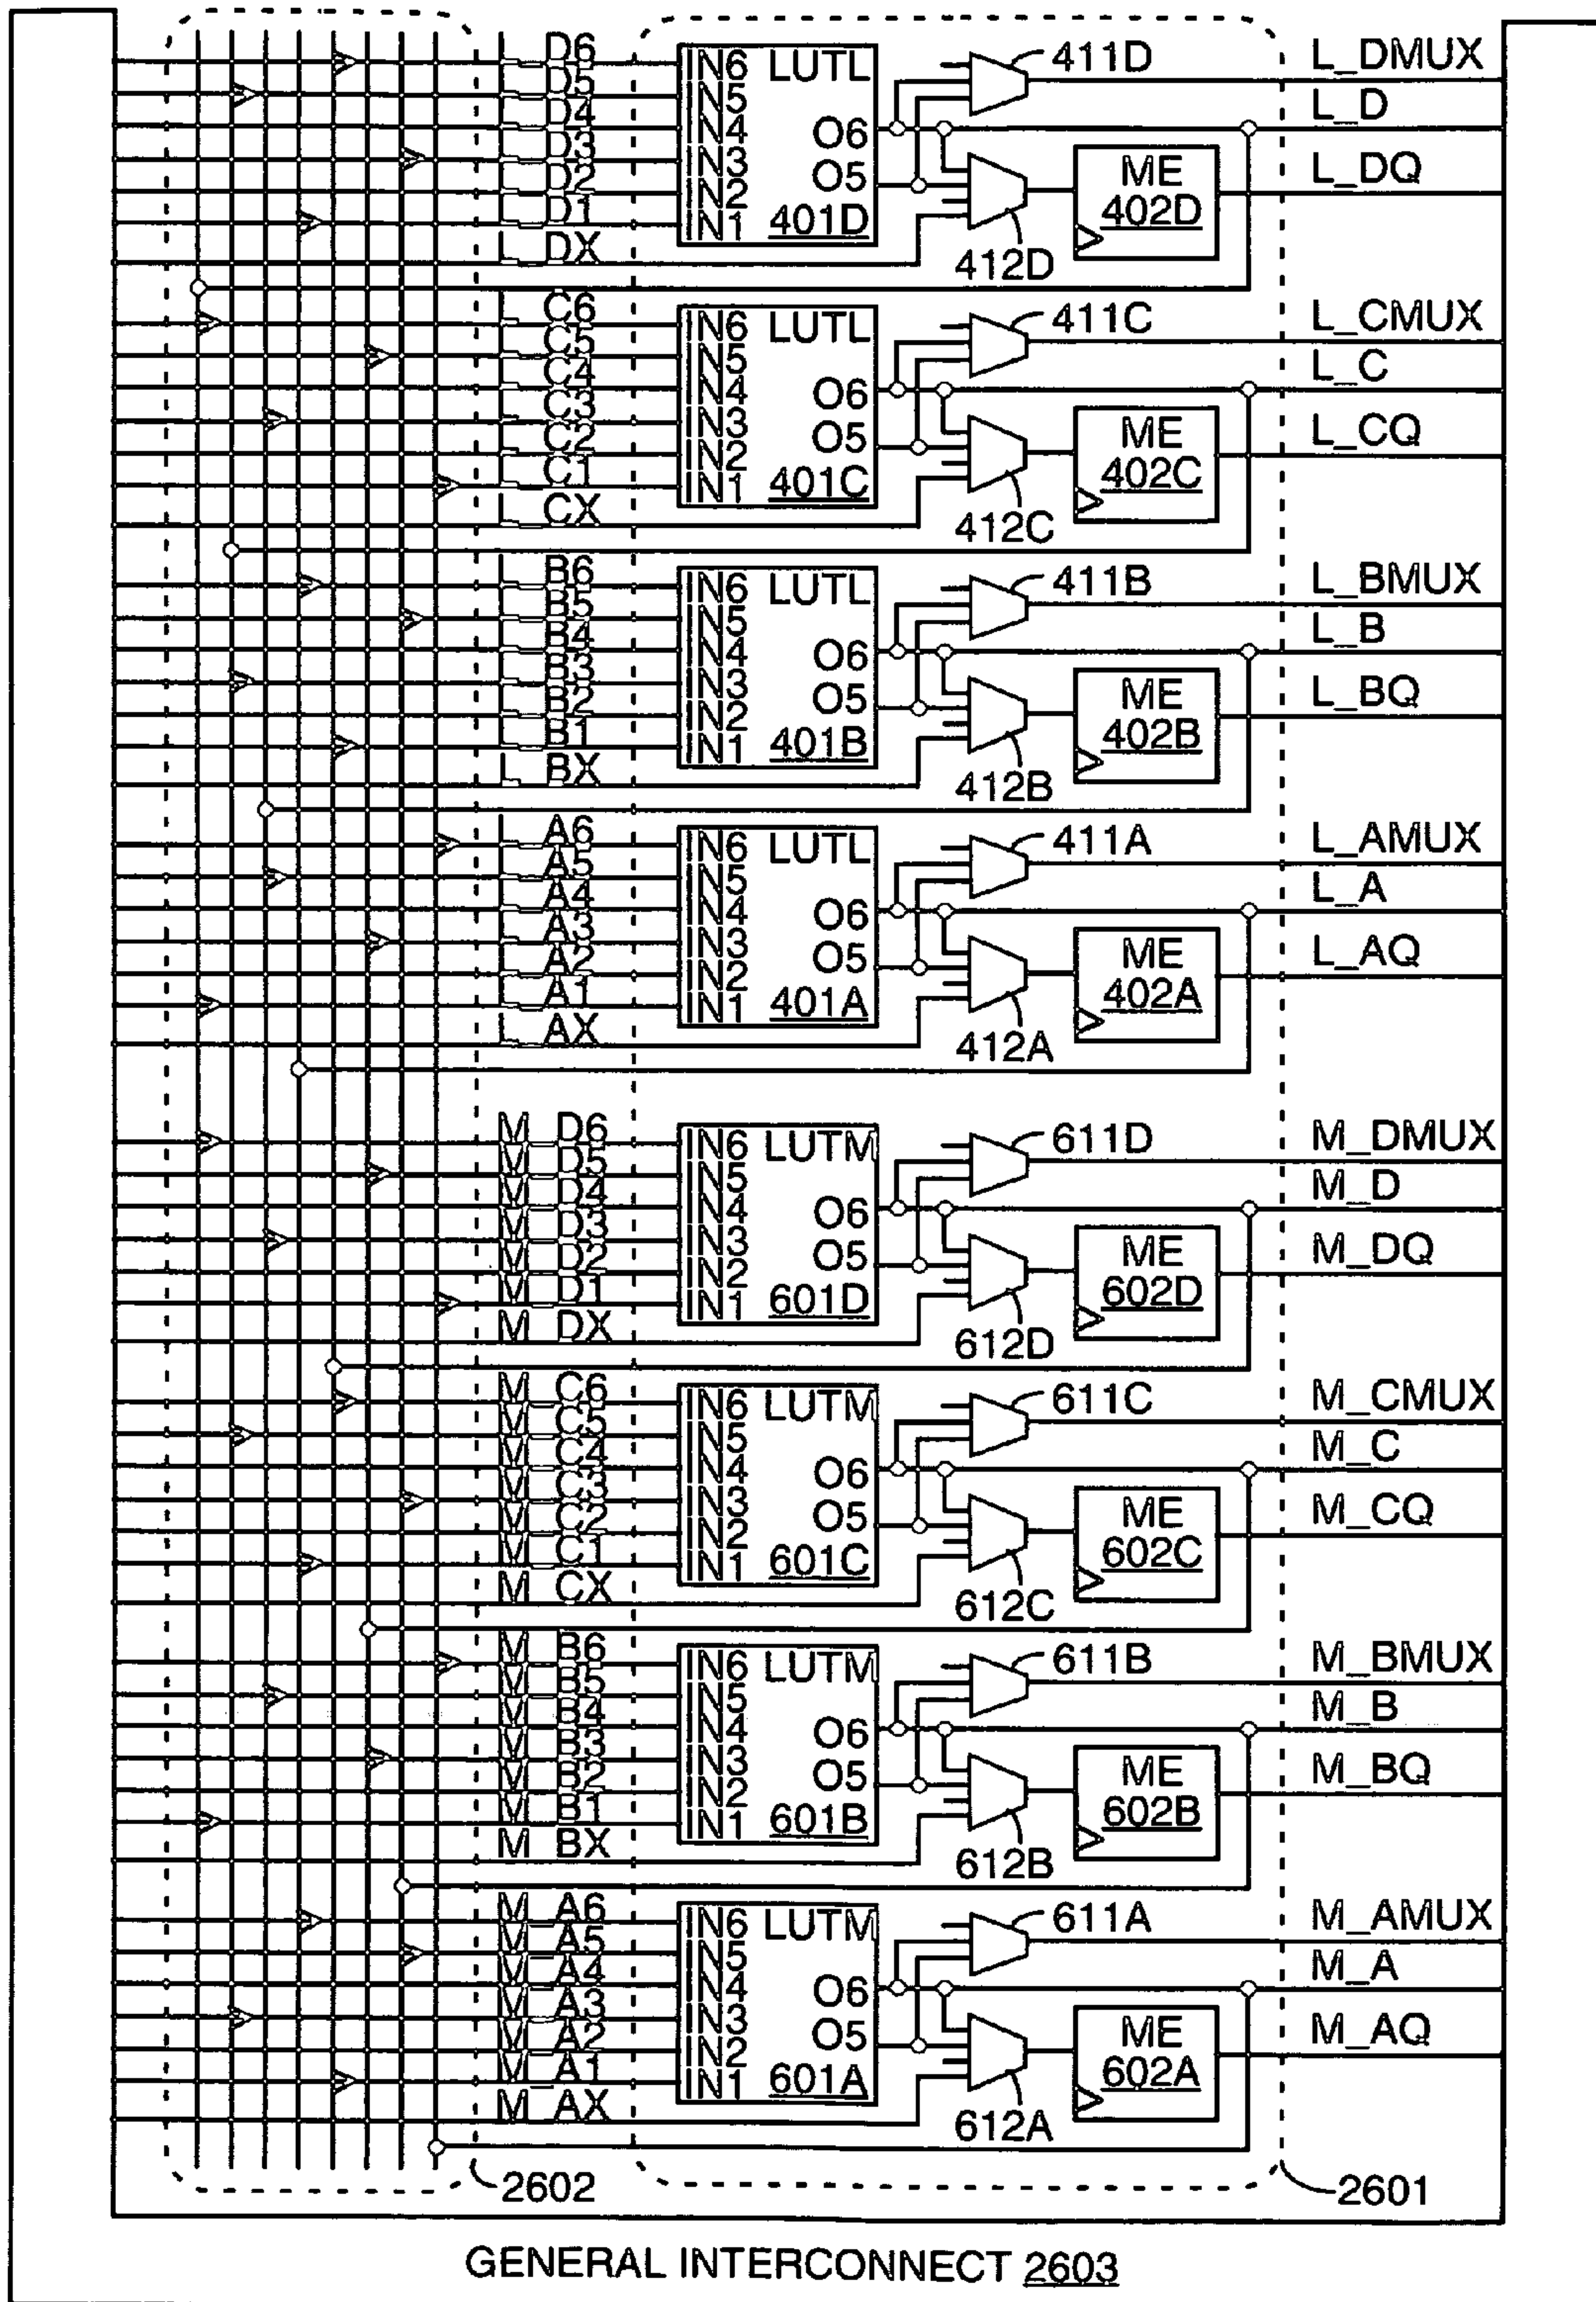 L_D6 IN6 LUTL 411D L_DMUX
L_D5 IN5
L_D4 IN4 O6 L_D
L_D3 IN3 ME L_DQ
L_D2 IN2 O5 402D
L_D1 IN1 401D
L_DX 412D
L_C6 IN6 LUTL 411C L_CMUX
L_C5 IN5
L_C4 IN4 O6 L_C
L_C3 IN3 ME L_CQ
L_C2 IN2 O5 402C
L_C1 IN1 401C
L_CX 412C
L_B6 IN6 LUTL 411B L_BMUX
L_B5 IN5
L_B4 IN4 O6 L_B
L_B3 IN3 ME L_BQ
L_B2 IN2 O5 402B
L_B1 IN1 401B
L_BX 412B
L_A6 IN6 LUTL 411A L_AMUX
L_A5 IN5
L_A4 IN4 O6 L_A
L_A3 IN3 ME L_AQ
L_A2 IN2 O5 402A
L_A1 IN1 401A
L_AX 412A
M_D6 IN6 LUTM 611D M_DMUX
M_D5 IN5
M_D4 IN4 O6 M_D
M_D3 IN3 ME M_DQ
M_D2 IN2 O5 602D
M_D1 IN1 601D
M_DX 612D
M_C6 IN6 LUTM 611C M_CMUX
M_C5 IN5
M_C4 IN4 O6 M_C
M_C3 IN3 ME M_CQ
M_C2 IN2 O5 602C
M_C1 IN1 601C
M_CX 612C
M_B6 IN6 LUTM 611B M_BMUX
M_B5 IN5
M_B4 IN4 O6 M_B
M_B3 IN3 ME M_BQ
M_B2 IN2 O5 602B
M_B1 IN1 601B
M_BX 612B
M_A6 IN6 LUTM 611A M_AMUX
M_A5 IN5
M_A4 IN4 O6 M_A
M_A3 IN3 ME M_AQ
M_A2 IN2 O5 602A
M_A1 IN1 601A
M_AX 612A
2602 2601
GENERAL INTERCONNECT 2603